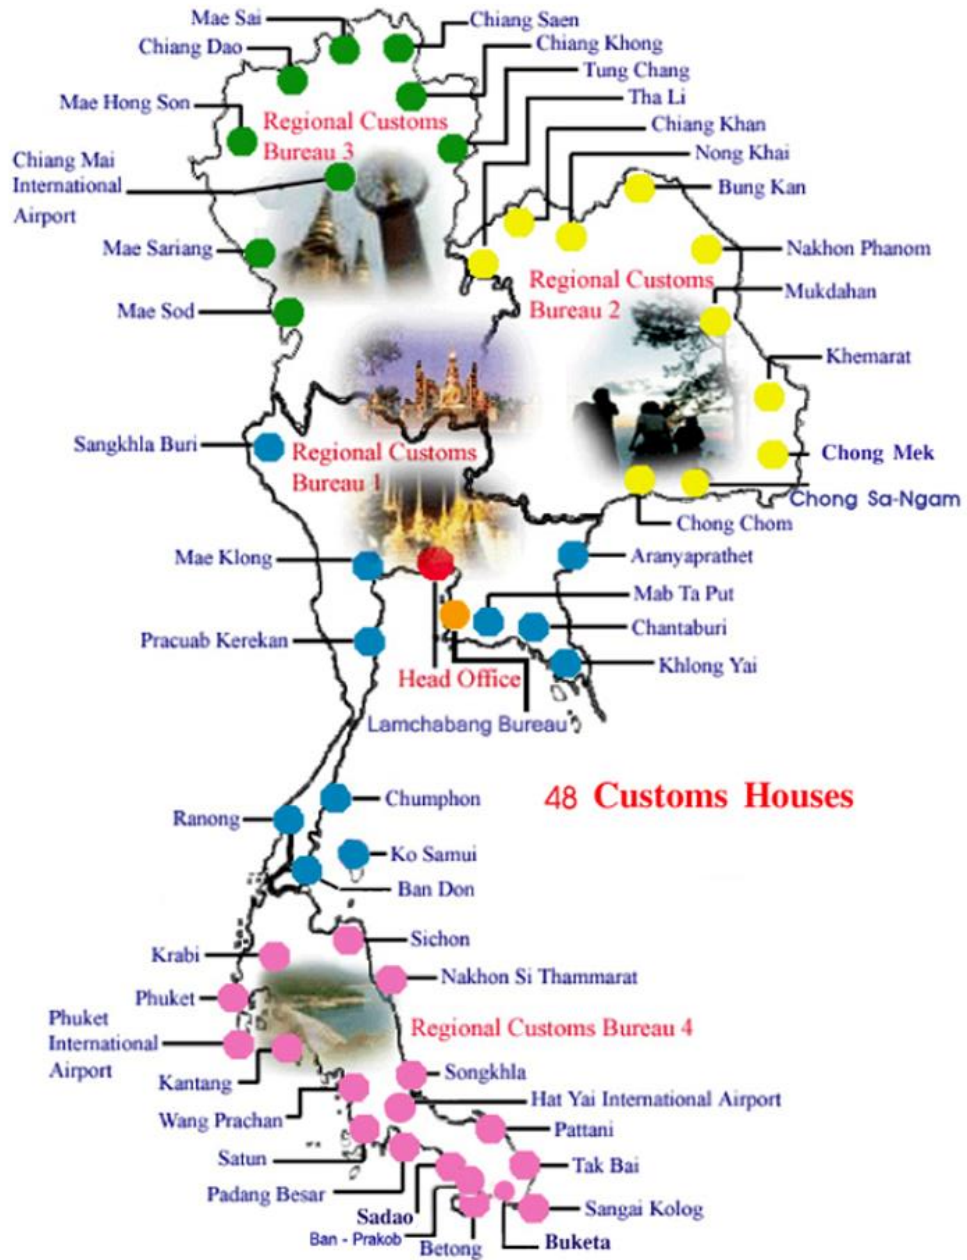 Mae Sai
Chiang Saen
Chiang Dao
Chiang Khong
Tung Chang
Mae Hong Son
Tha Li
Regional Customs
Bureau 3
Chiang Khan
Nong Khai
Chiang Mai
International
Airport
Bung Kan
Mae Sariang
Nakhon Phanom
Regional Customs
Bureau 2
Mukdahan
Mae Sod
Khemarat
Sangkhla Buri
Regional Customs
Bureau 1
Chong Mek
Chong Sa-Ngam
Chong Chom
Mae Klong
Aranyaprathet
Mab Ta Put
Chantaburi
Pracuab Kerekan
Khlong Yai
Head Office
Lamchabang Bureau
48 Customs Houses
Chumphon
Ranong
Ko Samui
Ban Don
Sichon
Krabi
Nakhon Si Thammarat
Phuket
Phuket
International
Airport
Regional Customs Bureau 4
Kantang
Songkhla
Hat Yai International Airport
Wang Prachan
Pattani
Satun
Tak Bai
Padang Besar
Sadao
Sangai Kolog
Ban - Prakob
Betong
Buketa